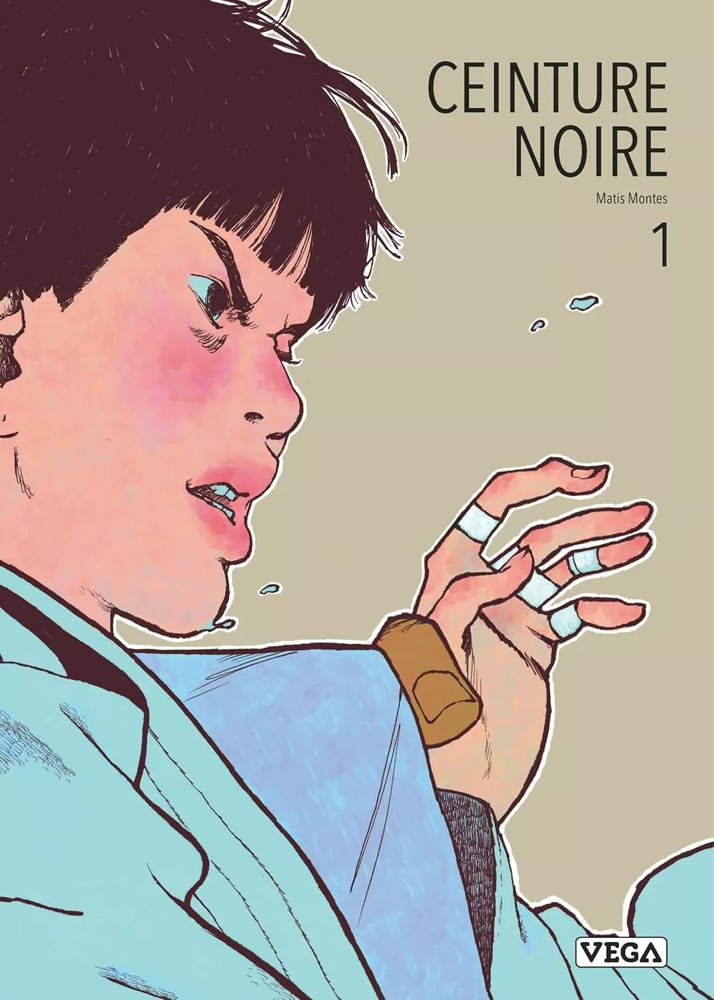 CEINTURE
NOIRE
Matis Montes
1
VEGA